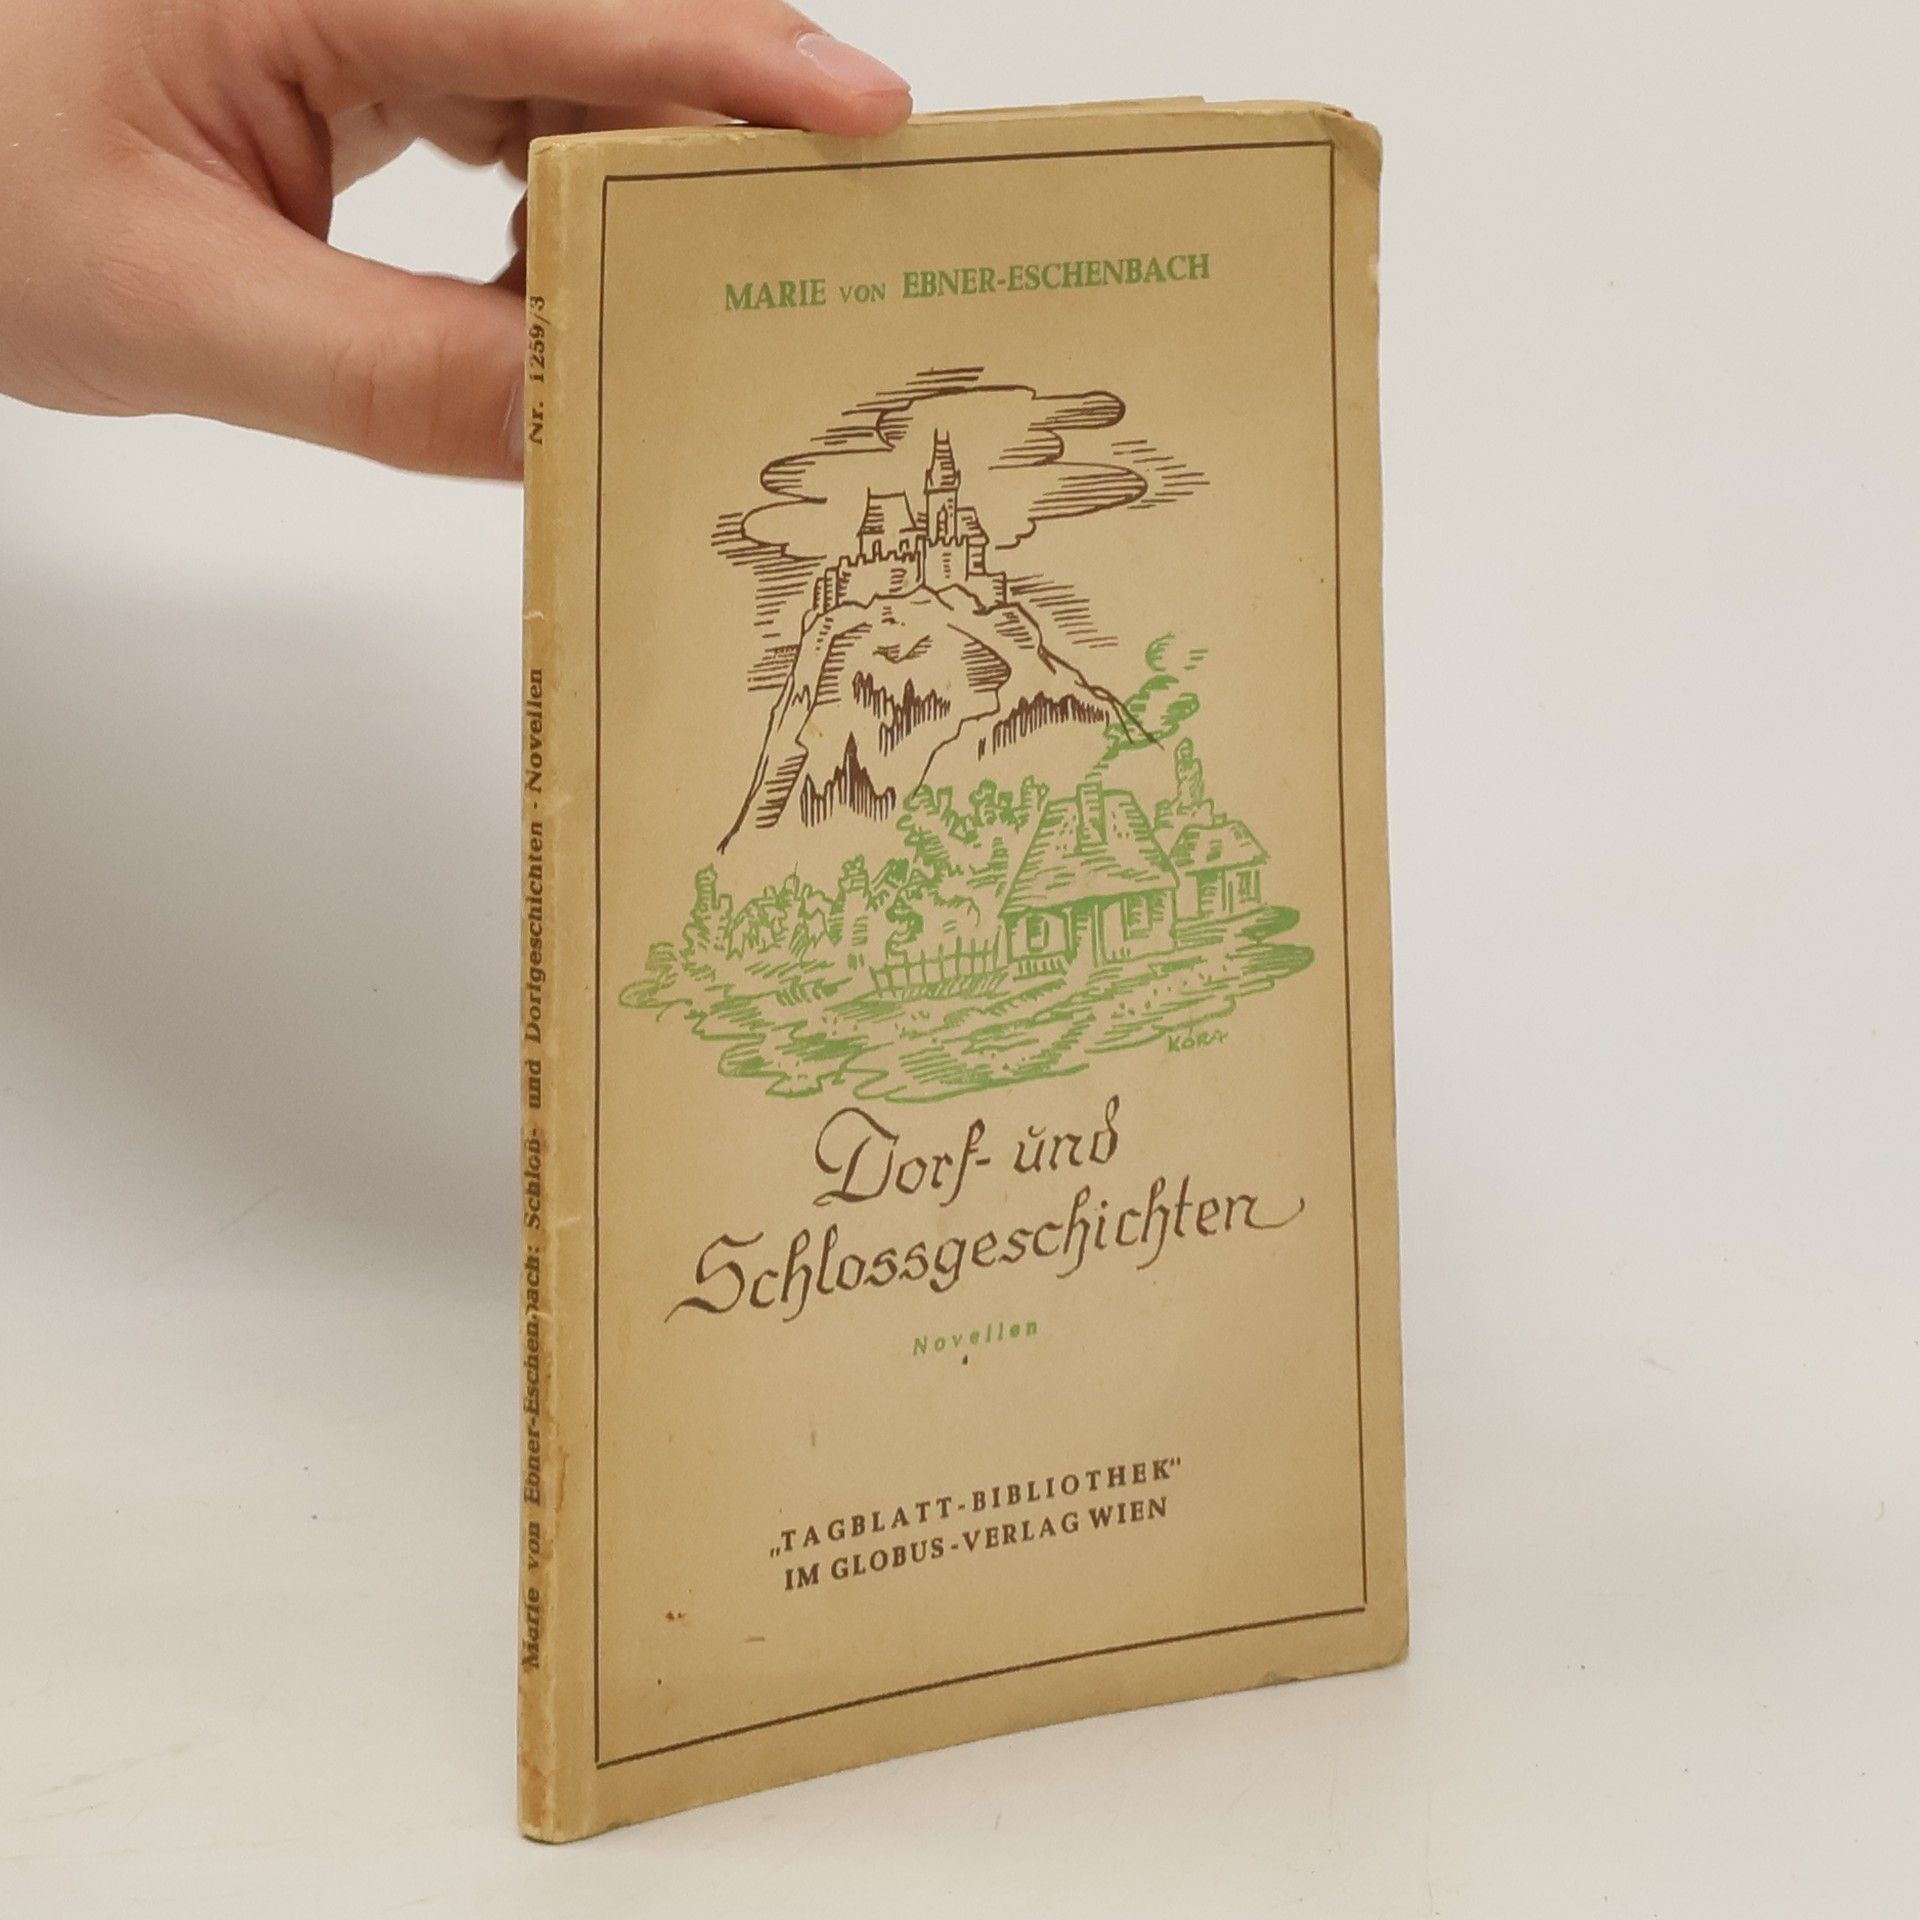 MARIE VON EBNER-ESCHENBACH
KÓRA
Dorf- und
Schlossgeschichten
Novellen
„TAGBLATT-BIBLIOTHEK"
IM GLOBUS-VERLAG WIEN
Marie von Ebner-Eschenbach: Schloß- und Dorfgeschichten · Novellen Nr. 1259/3